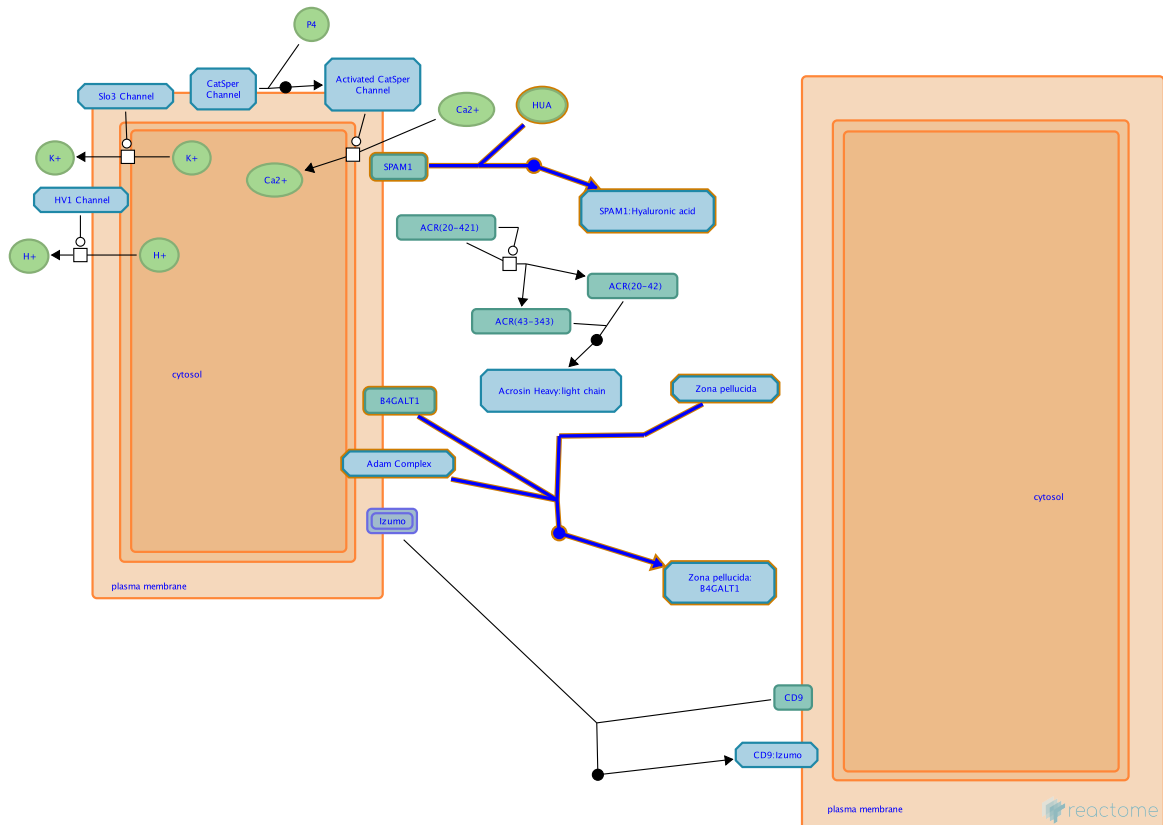 P4
CatSper
Channel
Activated CatSper
Channel
Slo3 Channel
Ca2+
HUA
K+
K+
Ca2+
SPAM1
HV1 Channel
SPAM1:Hyaluronic acid
ACR(20-421)
H+
H+
ACR(20-42)
ACR(43-343)
cytosol
Acrosin Heavy:light chain
Zona pellucida
B4GALT1
Adam Complex
Izumo
cytosol
Zona pellucida:
B4GALT1
plasma membrane
CD9
CD9:Izumo
plasma membrane
reactome